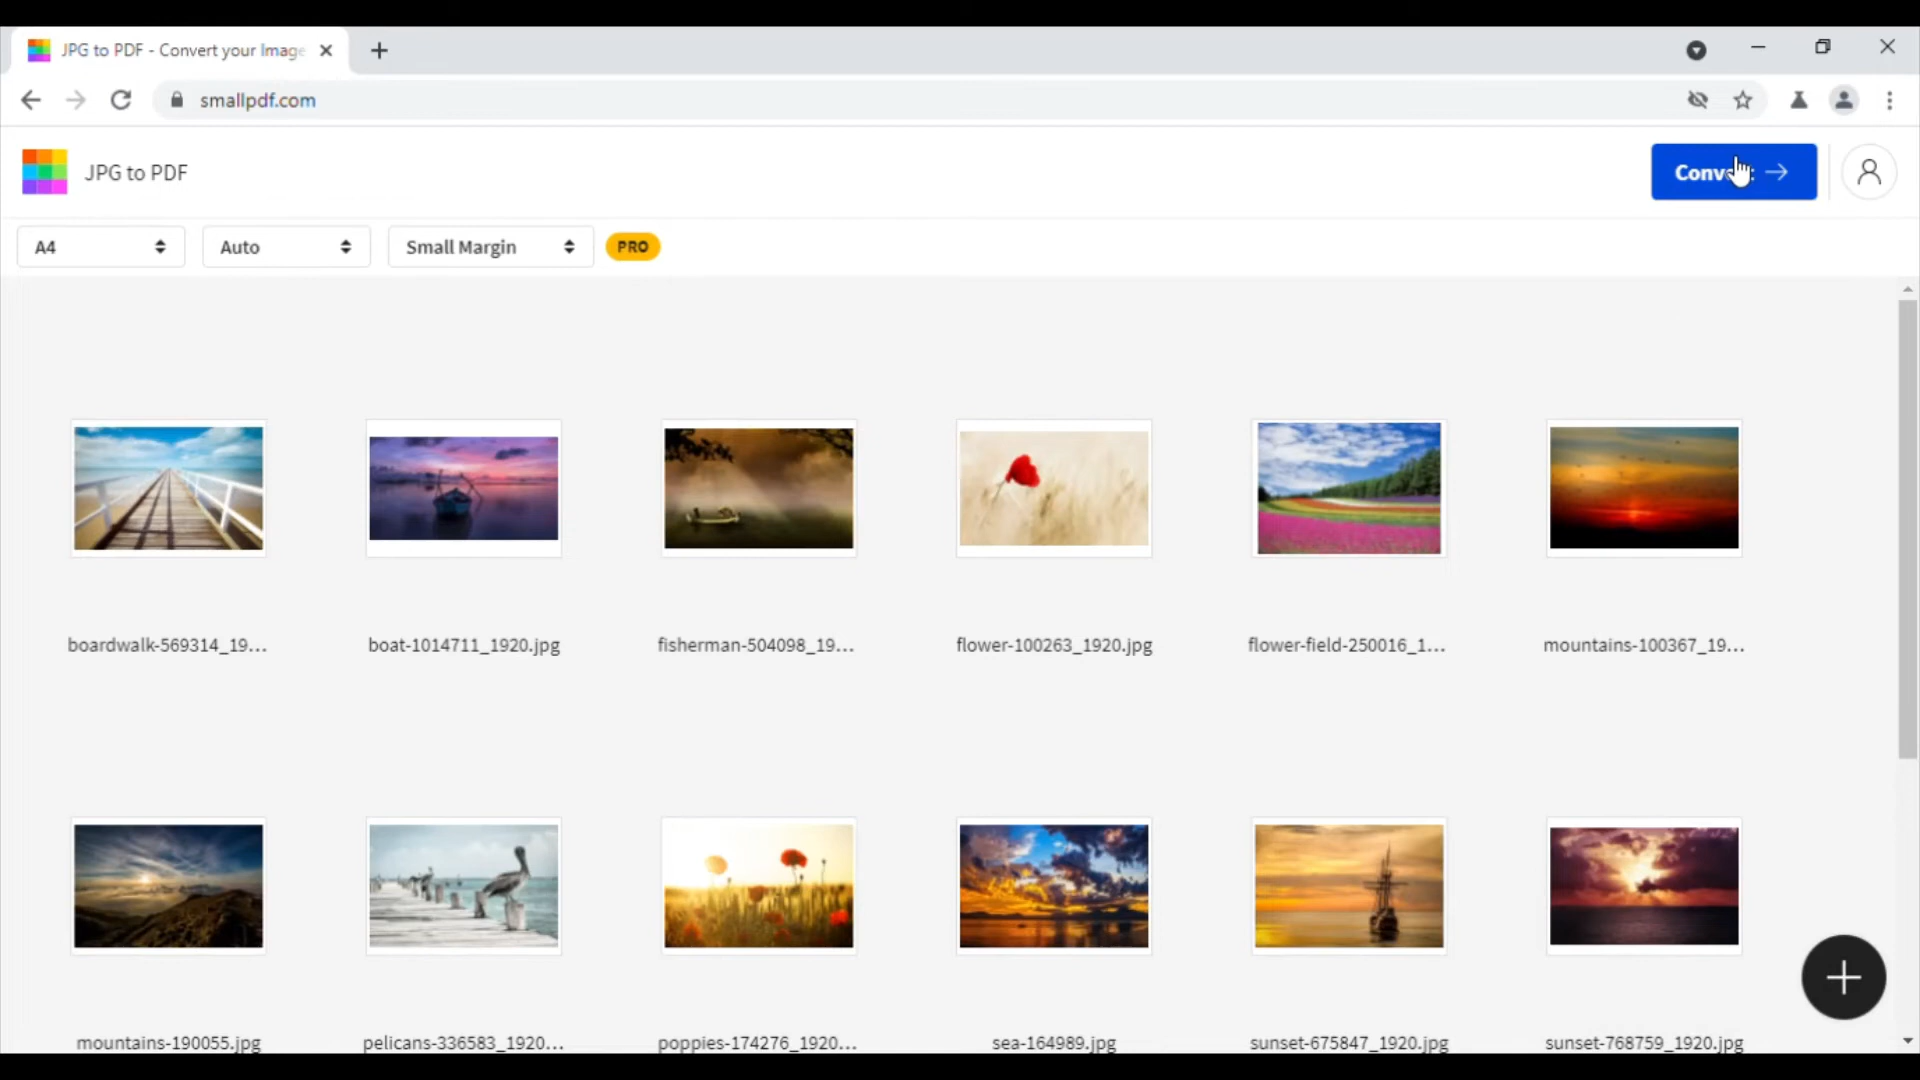 JPG to PDF - Convert your Image
smallpdf.com
JPG to PDF
A4
Auto
Small Margin
PRO
boardwalk-569314_19...
boat-1014711_1920.jpg
fisherman-504098_19...
flower-100263_1920.jpg
flower-field-250016_1...
mountains-100367_19...
mountains-190055.jpg
pelicans-336583_1920...
poppies-174276_1920...
sea-164989.jpg
sunset-675847_1920.jpg
sunset-768759_1920.jpg